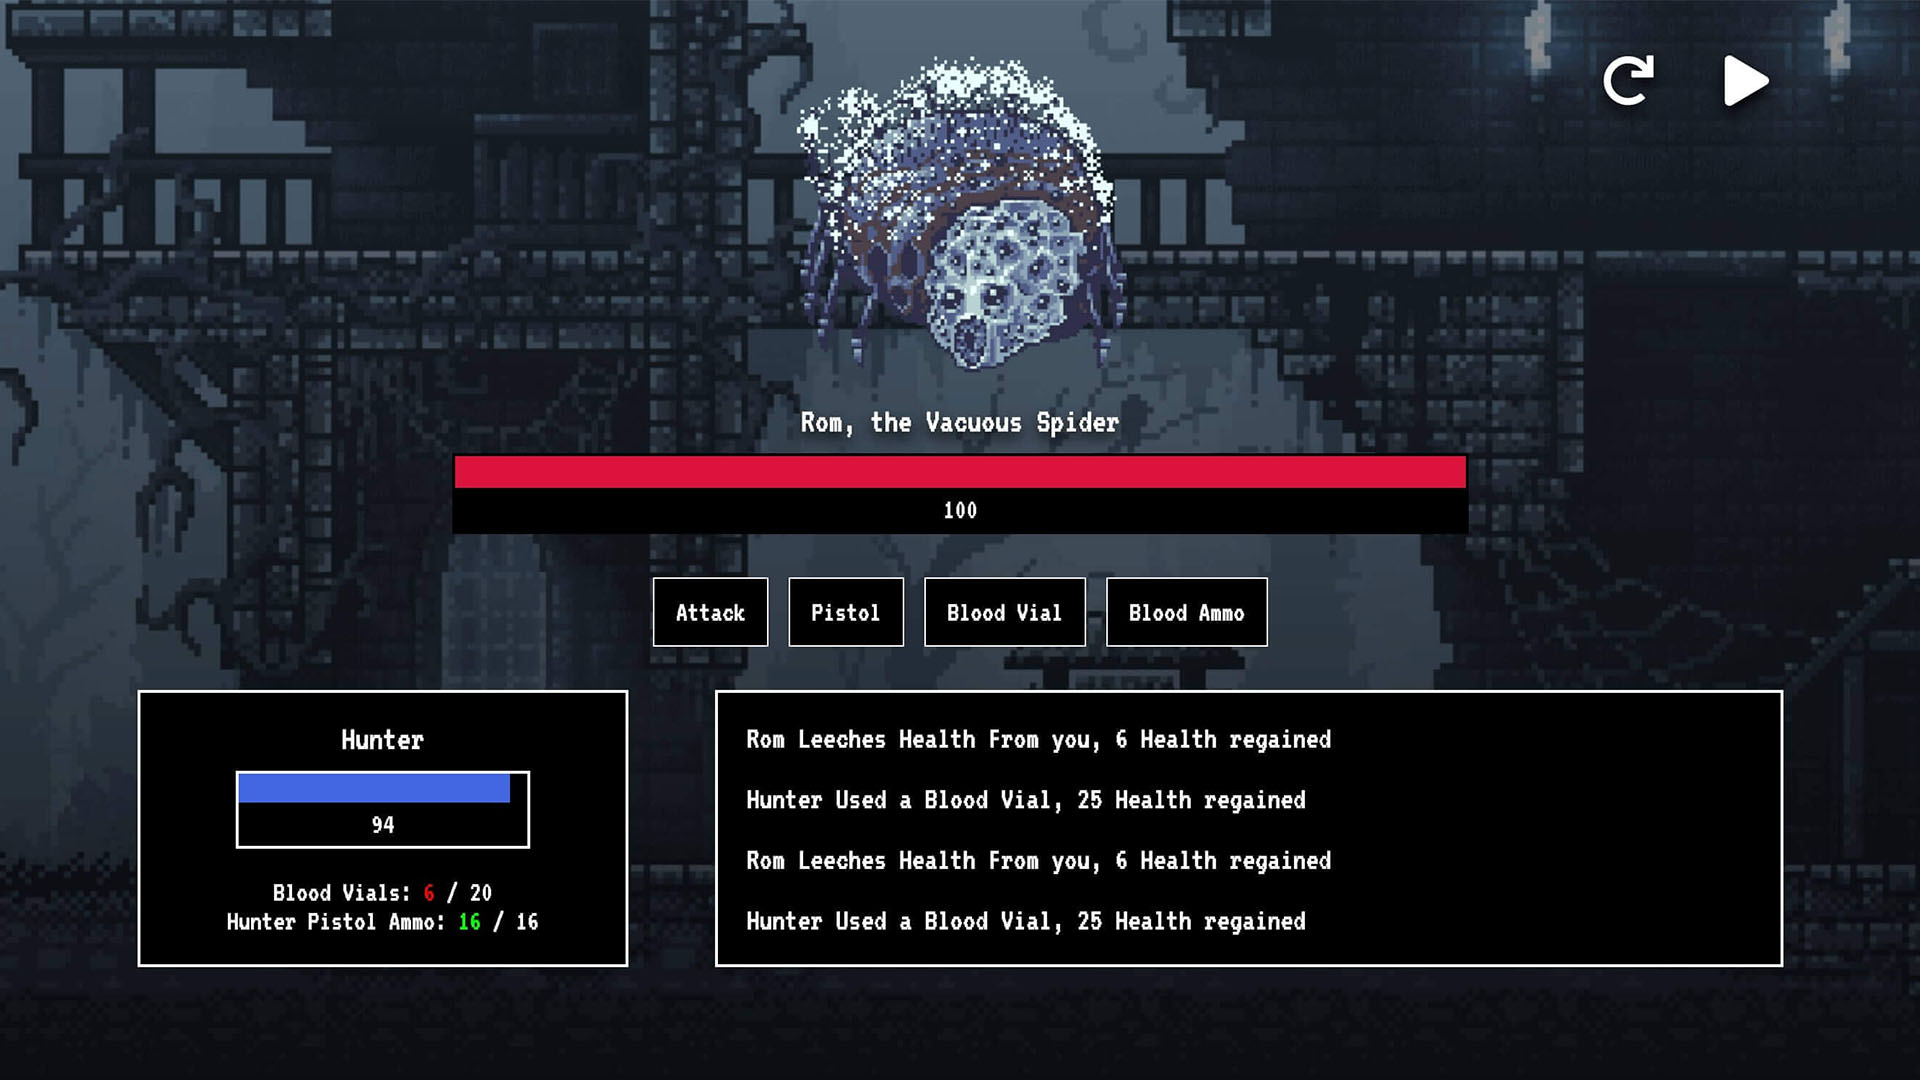 Rom, the Vacuous Spider
100
Attack
Pistol
Blood Vial
Blood Ammo
Hunter
94
Blood Vials: 6 / 20
Hunter Pistol Ammo: 16 / 16
Rom Leeches Health From you, 6 Health regained
Hunter Used a Blood Vial, 25 Health regained
Rom Leeches Health From you, 6 Health regained
Hunter Used a Blood Vial, 25 Health regained